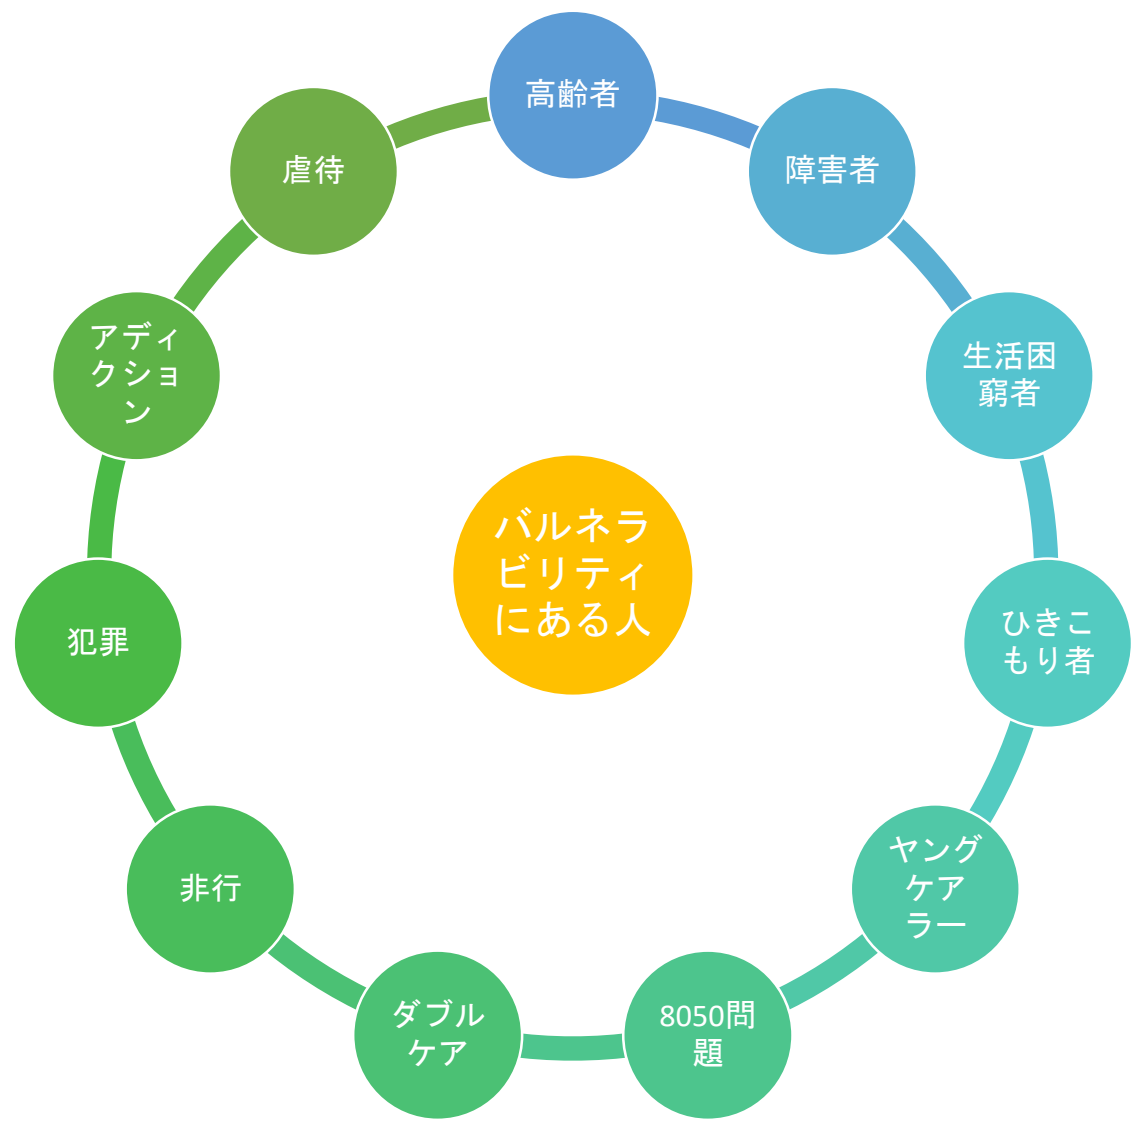 高齢者
障害者
生活困
窮者
ひきこ
もり者
ヤング
ケア
ラー
8050問
題
ダブル
ケア
非行
犯罪
アディ
クショ
ン
虐待
バルネラ
ビリティ
にある人